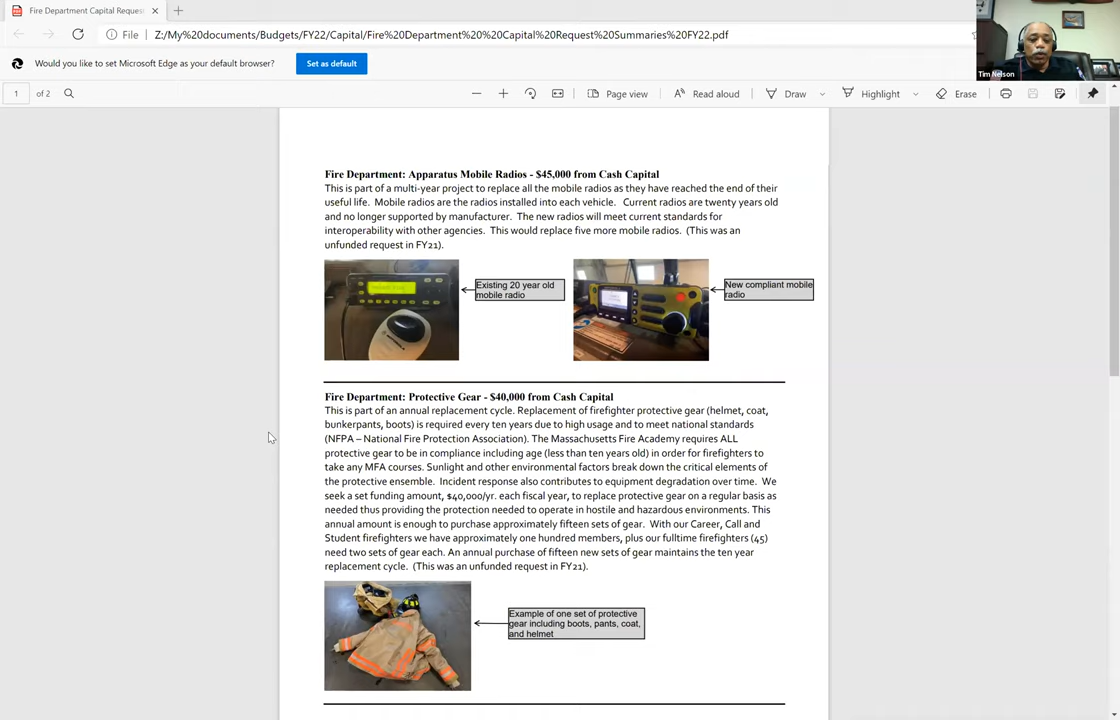 Fire Department Capital Reques
File
Z:/My%20documents/Budgets/FY22/Capital/Fire%20Department%20%20Capital%20Request%20Summaries%20FY22.pdf
Would you like to set Microsoft Edge as your default browser?
Set as default
Tim Nelson
1 of 2
Page view
Read aloud
Draw
Highlight
Erase
Fire Department: Apparatus Mobile Radios - $45,000 from Cash Capital
This is part of a multi-year project to replace all the mobile radios as they have reached the end of their
useful life. Mobile radios are the radios installed into each vehicle. Current radios are twenty years old
and no longer supported by manufacturer. The new radios will meet current standards for
interoperability with other agencies. This would replace five more mobile radios. (This was an
unfunded request in FY21).
Existing 20 year old
mobile radio
New compliant mobile
radio
Fire Department: Protective Gear - $40,000 from Cash Capital
This is part of an annual replacement cycle. Replacement of firefighter protective gear (helmet, coat,
bunkerpants, boots) is required every ten years due to high usage and to meet national standards
(NFPA – National Fire Protection Association). The Massachusetts Fire Academy requires ALL
protective gear to be in compliance including age (less than ten years old) in order for firefighters to
take any MFA courses. Sunlight and other environmental factors break down the critical elements of
the protective ensemble. Incident response also contributes to equipment degradation over time. We
seek a set funding amount, $40,000/yr. each fiscal year, to replace protective gear on a regular basis as
needed thus providing the protection needed to operate in hostile and hazardous environments. This
annual amount is enough to purchase approximately fifteen sets of gear. With our Career, Call and
Student firefighters we have approximately one hundred members, plus our fulltime firefighters (45)
need two sets of gear each. An annual purchase of fifteen new sets of gear maintains the ten year
replacement cycle. (This was an unfunded request in FY21).
Example of one set of protective
gear including boots, pants, coat,
and helmet